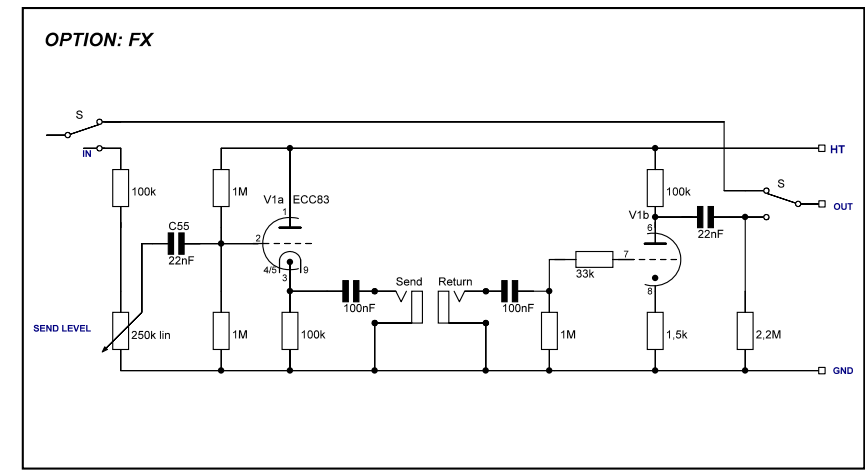 OPTION: FX
S
IN
HT
100k
1M
V1a ECC83
1
100k
S
OUT
V1b
6
C55
22nF
2
22nF
7
33k
4/5
9
3
Send
Return
8
100nF
100nF
SEND LEVEL
250k lin
1M
100k
1M
1,5k
2,2M
GND